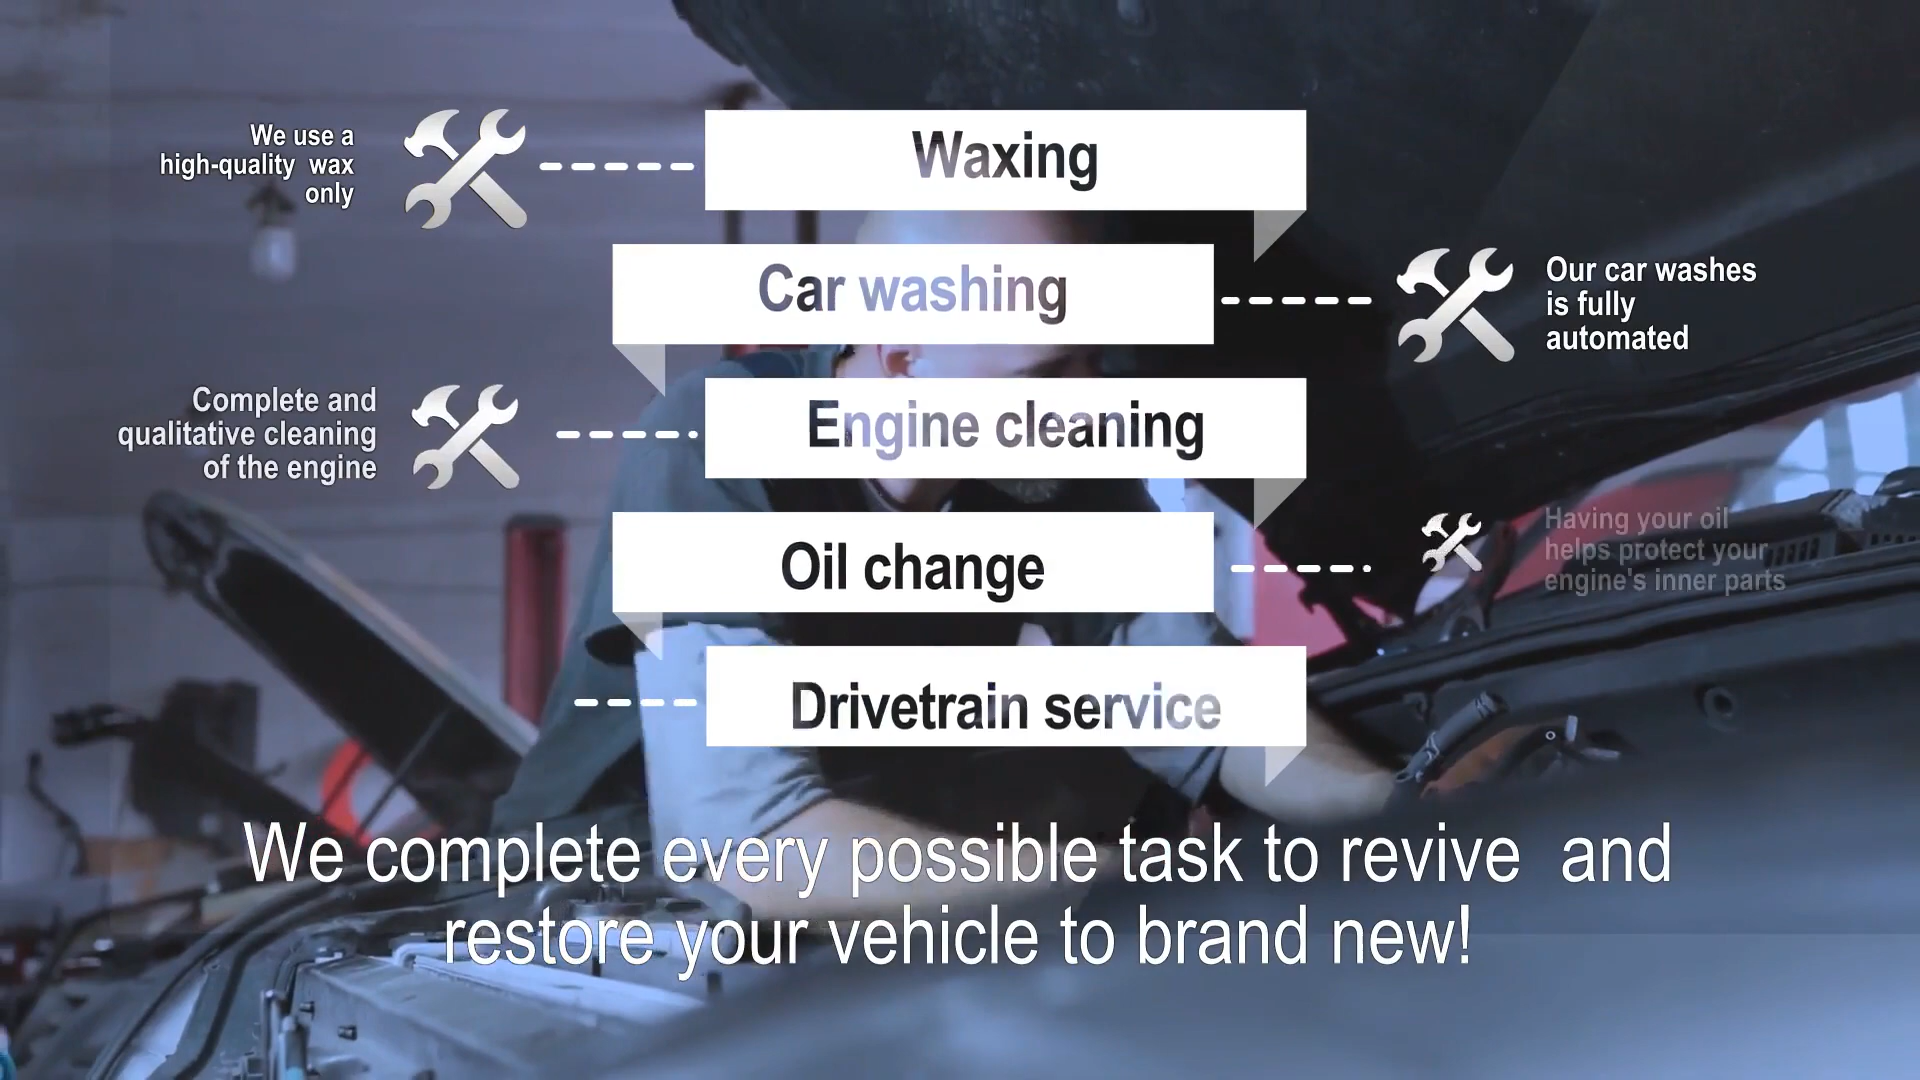 We use a
high-quality wax
only
Waxing
Car washing
Our car washes
is fully
automated
Complete and
qualitative cleaning
of the engine
Engine cleaning
Oil change
Having your oil
helps protect your
engine's inner parts
Drivetrain service
We complete every possible task to revive and
restore your vehicle to brand new!